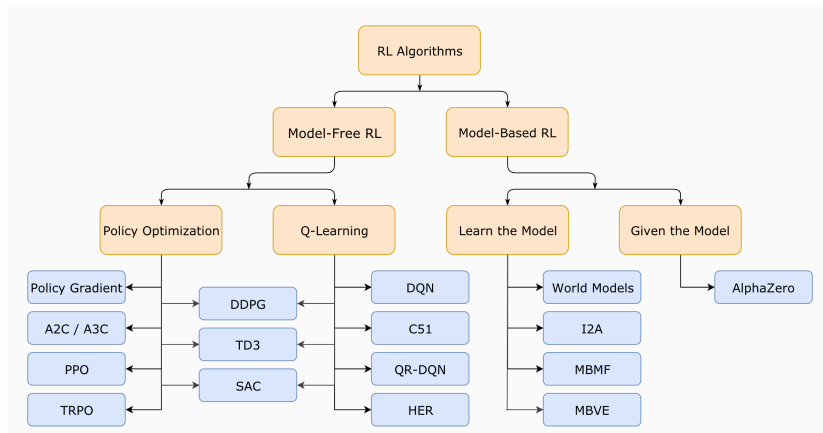 RL Algorithms
Model-Free RL
Model-Based RL
Policy Optimization
Q-Learning
Learn the Model
Given the Model
Policy Gradient
A2C / A3C
PPO
TRPO
DDPG
TD3
SAC
DQN
C51
QR-DQN
HER
World Models
I2A
MBMF
MBVE
AlphaZero